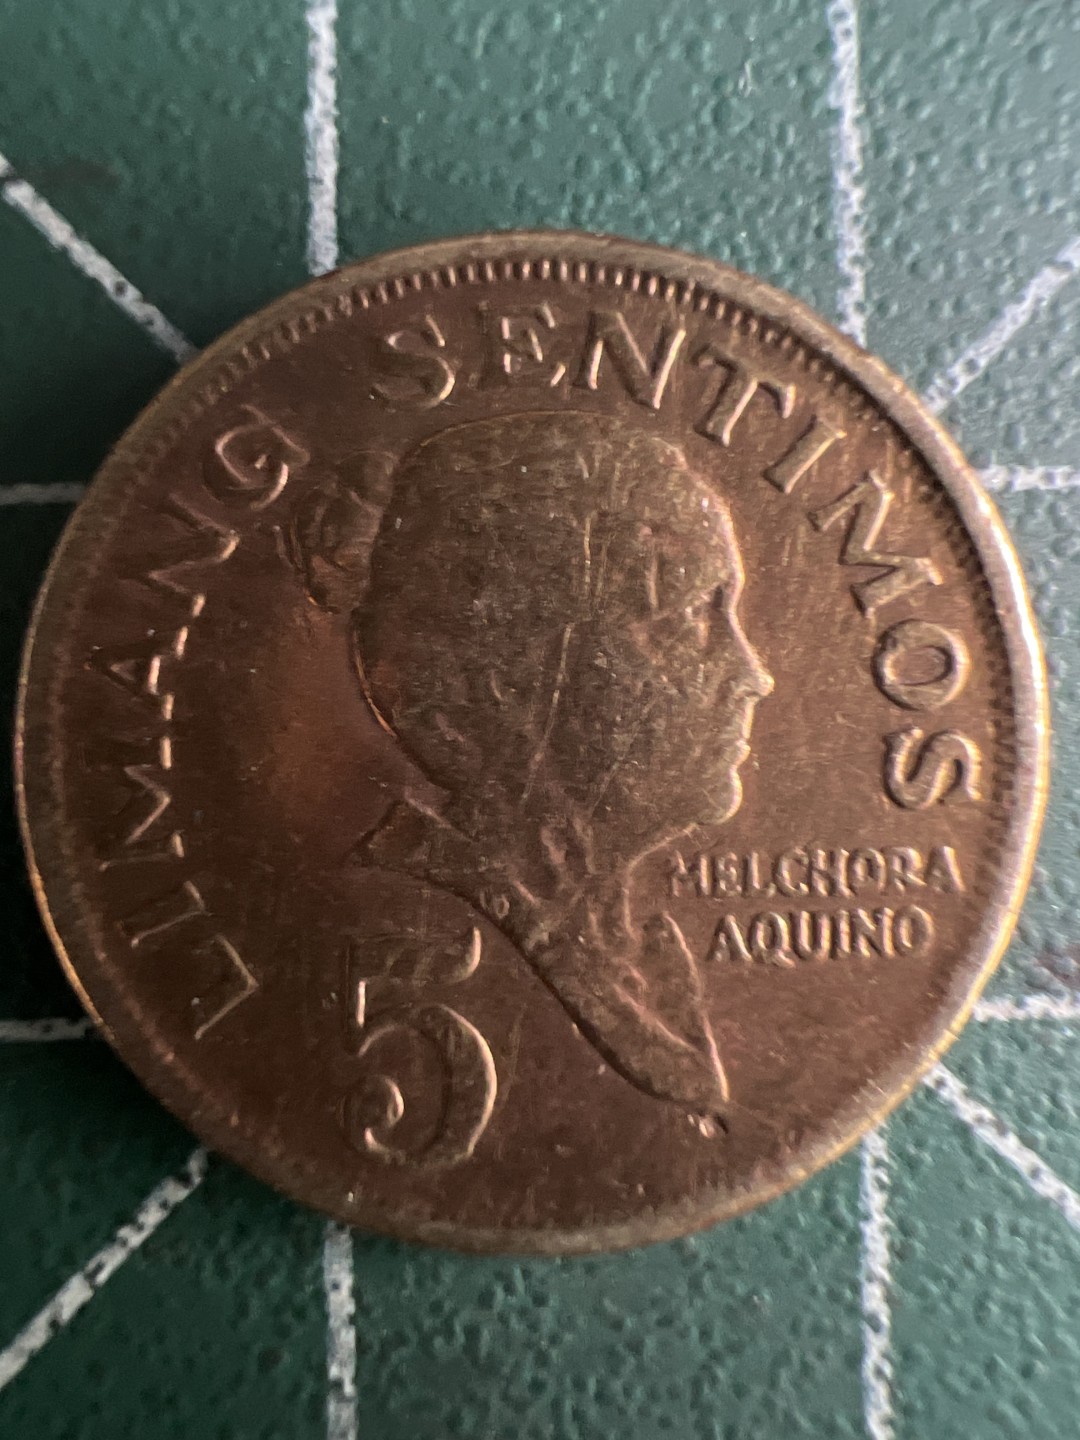 LIMANG SENTIMOS
MELCHORA
AQUINO
5